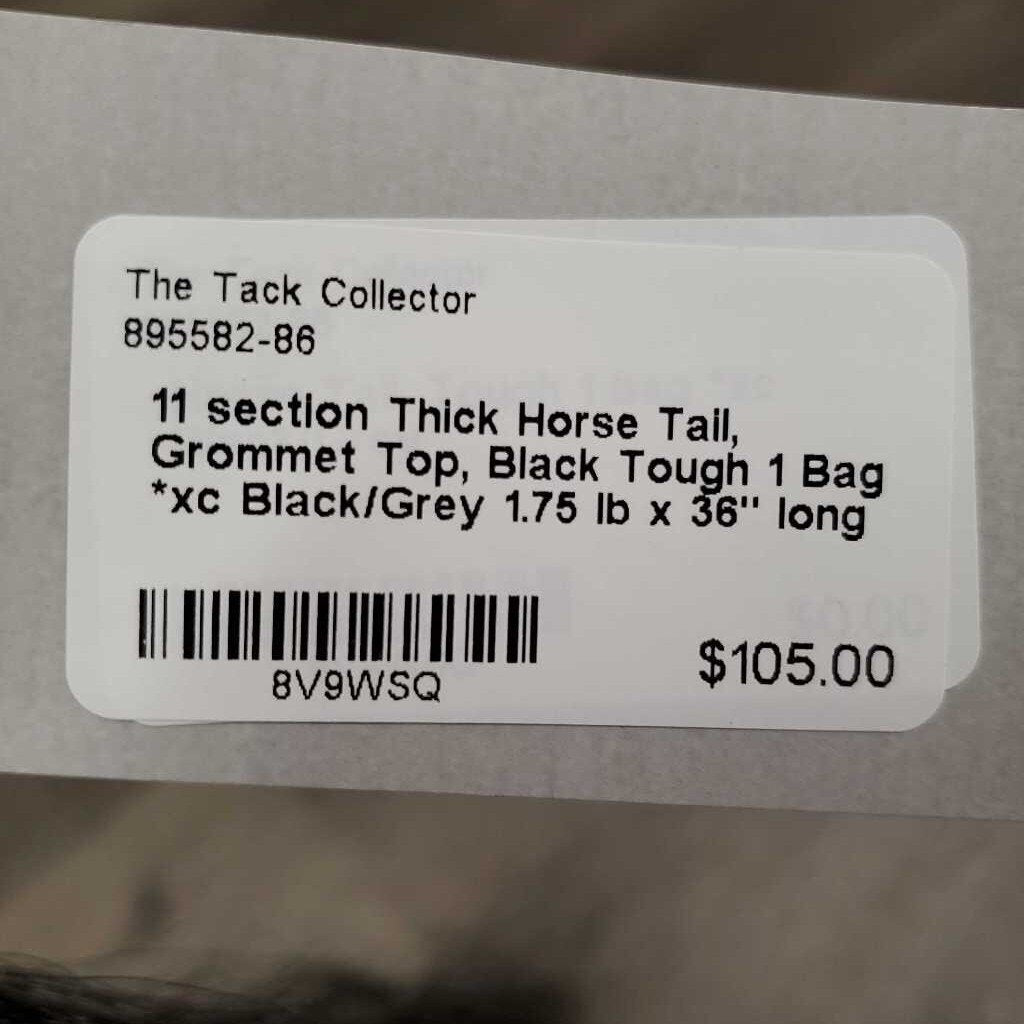 The Tack Collector
895582-86
11 section Thick Horse Tail,
Grommet Top, Black Tough 1 Bag
*xc Black/Grey 1.75 lb x 36" long
8V9WSQ
$105.00